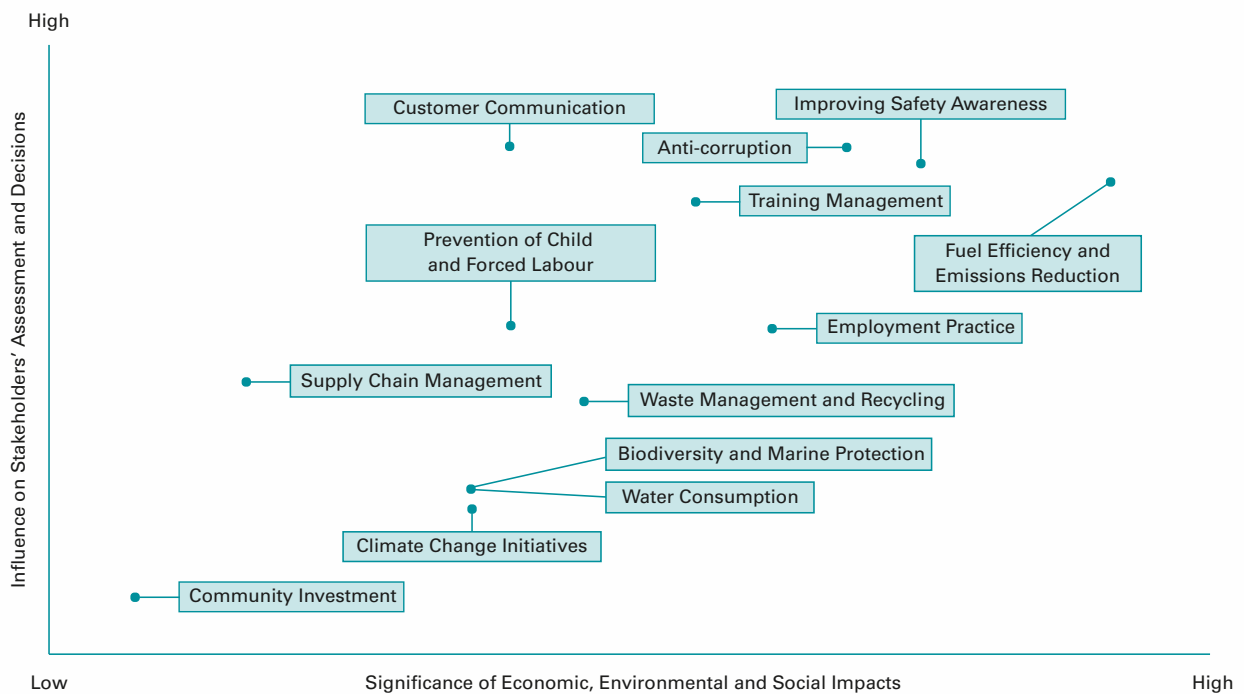 High
Influence on Stakeholders' Assessment and Decisions
Customer Communication
Improving Safety Awareness
Anti-corruption
Training Management
Prevention of Child
and Forced Labour
Fuel Efficiency and
Emissions Reduction
Employment Practice
Supply Chain Management
Waste Management and Recycling
Biodiversity and Marine Protection
Water Consumption
Climate Change Initiatives
Community Investment
Low
Significance of Economic, Environmental and Social Impacts
High